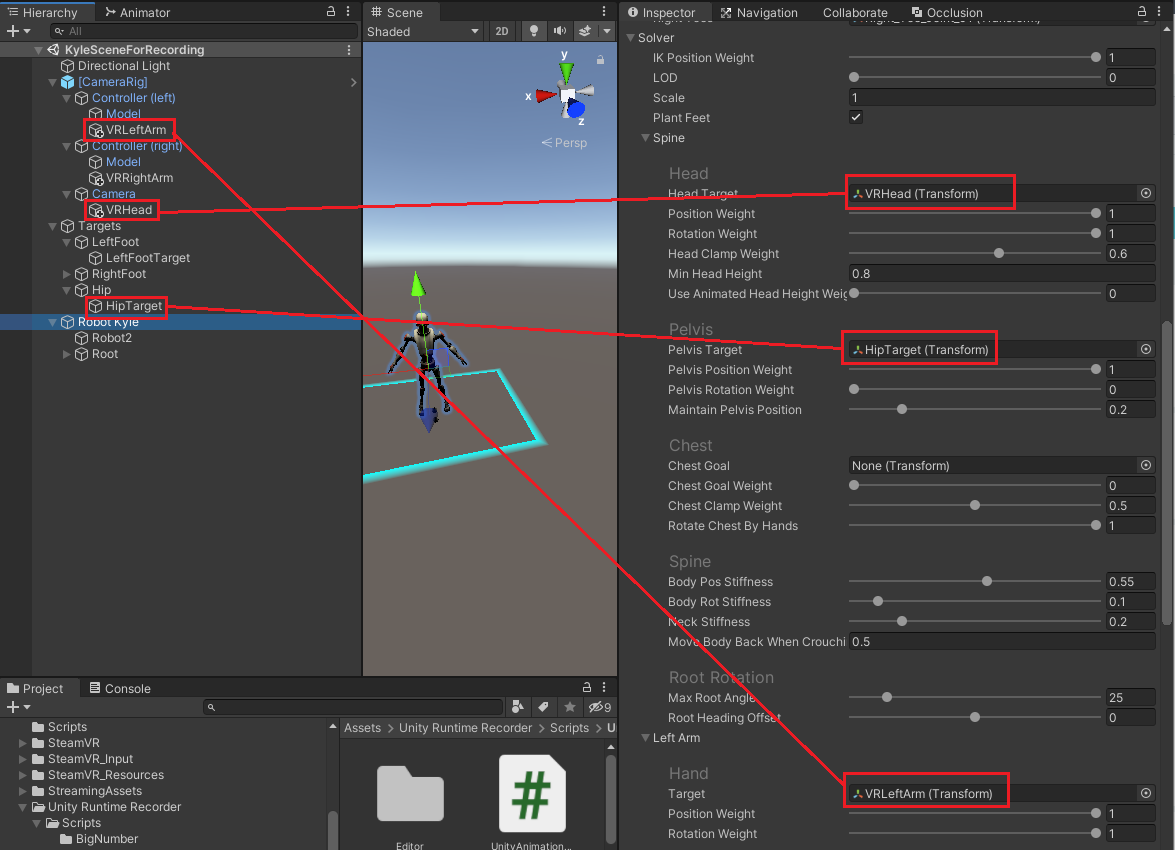 Hierarchy
Animator
All
KyleSceneForRecording
Directional Light
[CameraRig]
Controller (left)
Model
VRLeftArm
Controller (right)
Model
VRRightArm
Camera
VRHead
Targets
LeftFoot
LeftFootTarget
RightFoot
Hip
HipTarget
Robot Kyle
Robot2
Root
Scene
Shaded
2D
y
x
z
Persp
Inspector
Navigation
Collaborate
Occlusion
Solver
IK Position Weight 1
LOD 0
Scale 1
Plant Feet
Spine
Head
Head Target VRHead (Transform)
Position Weight 1
Rotation Weight 1
Head Clamp Weight 0.6
Min Head Height 0.8
Use Animated Head Height Weig 0
Pelvis
Pelvis Target HipTarget (Transform)
Pelvis Position Weight 1
Pelvis Rotation Weight 0
Maintain Pelvis Position 0.2
Chest
Chest Goal None (Transform)
Chest Goal Weight 0
Chest Clamp Weight 0.5
Rotate Chest By Hands 1
Spine
Body Pos Stiffness 0.55
Body Rot Stiffness 0.1
Neck Stiffness 0.2
Move Body Back When Crouchi 0.5
Root Rotation
Max Root Angle 25
Root Heading Offset 0
Left Arm
Hand
Target VRLeftArm (Transform)
Position Weight 1
Rotation Weight 1
Project
Console
9
Scripts
SteamVR
SteamVR_Input
SteamVR_Resources
StreamingAssets
Unity Runtime Recorder
Scripts
BigNumber
Assets > Unity Runtime Recorder > Scripts > U
Editor
UnityAnimation...